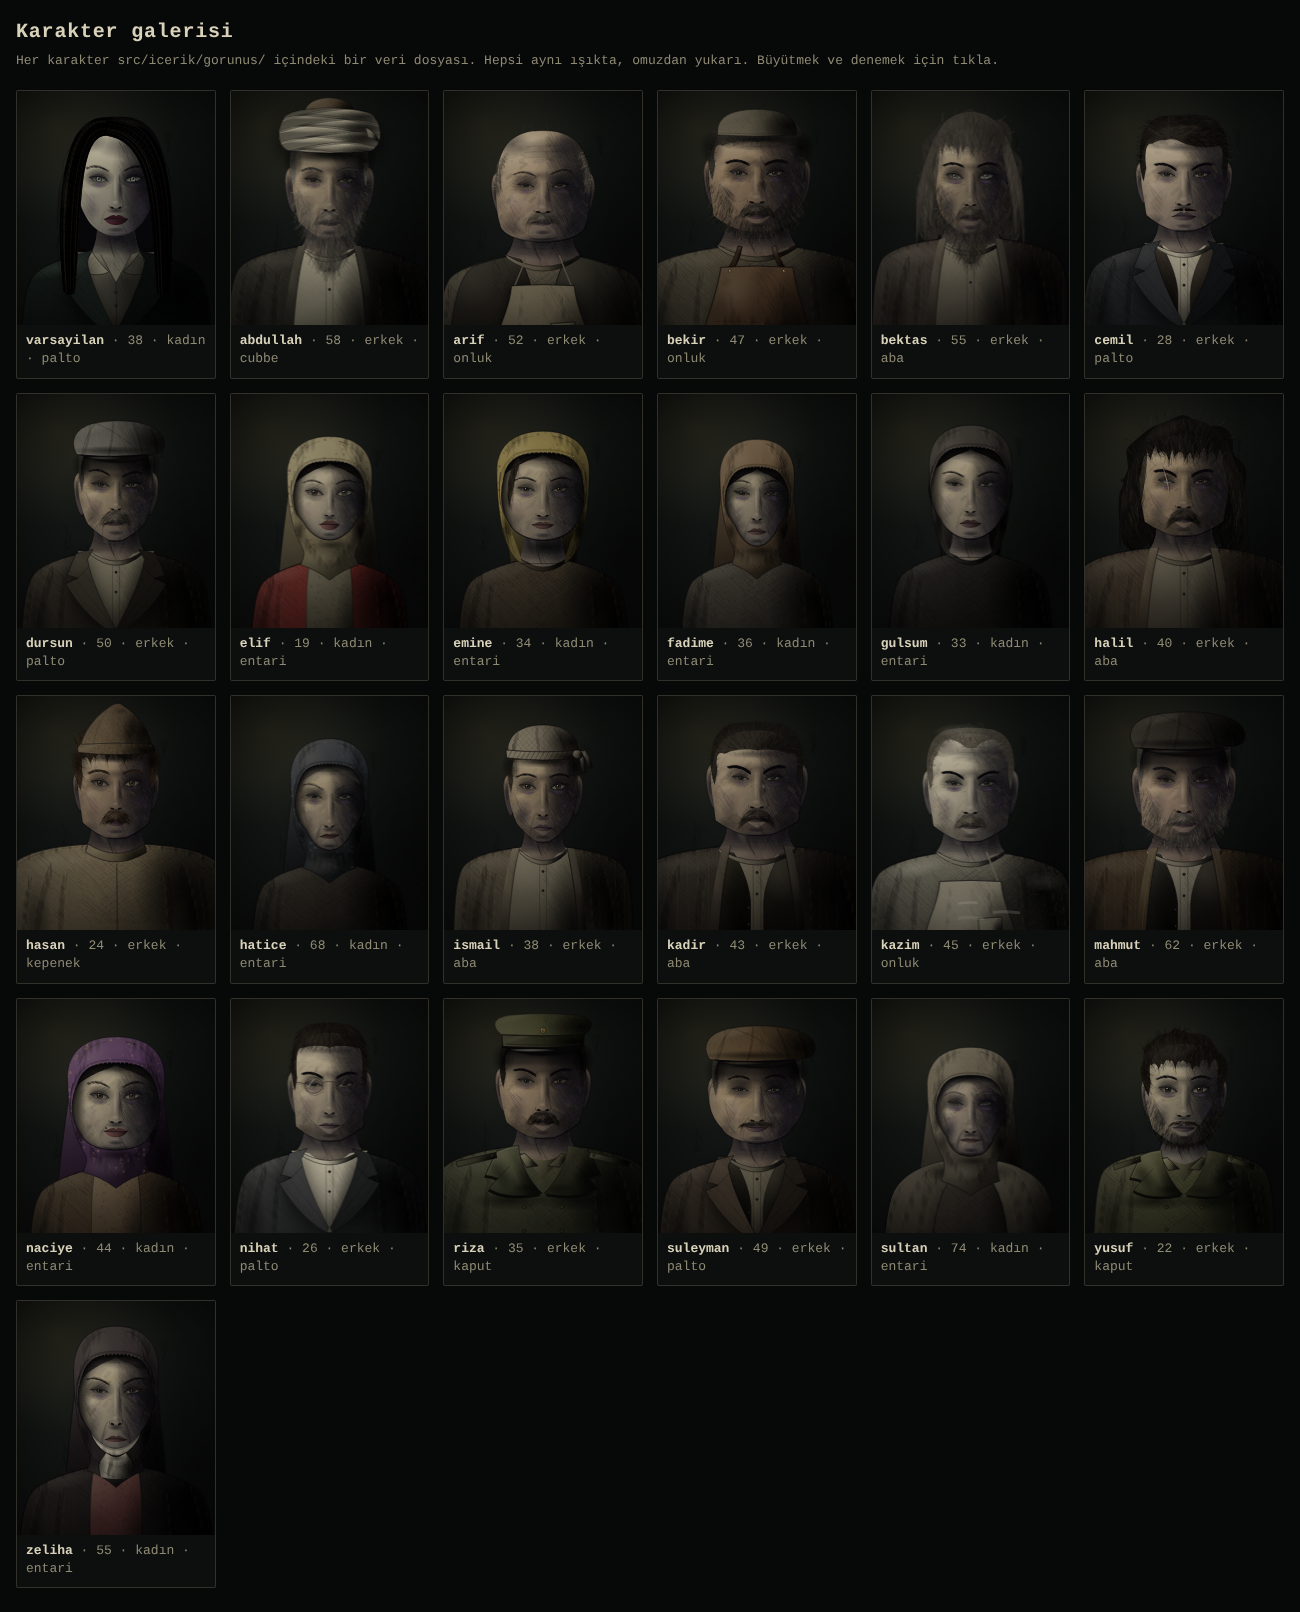 Karakter galerisi
Her karakter src/icerik/gorunus/ içindeki bir veri dosyası. Hepsi aynı ışıkta, omuzdan yukarı. Büyütmek ve denemek için tıkla.
varsayilan · 38 · kadın
· palto
abdullah · 58 · erkek ·
cubbe
arif · 52 · erkek ·
onluk
bekir · 47 · erkek ·
onluk
bektas · 55 · erkek ·
aba
cemil · 28 · erkek ·
palto
dursun · 50 · erkek ·
palto
elif · 19 · kadın ·
entari
emine · 34 · kadın ·
entari
fadime · 36 · kadın ·
entari
gulsum · 33 · kadın ·
entari
halil · 40 · erkek ·
aba
hasan · 24 · erkek ·
kepenek
hatice · 68 · kadın ·
entari
ismail · 38 · erkek ·
aba
kadir · 43 · erkek ·
aba
kazim · 45 · erkek ·
onluk
mahmut · 62 · erkek ·
aba
naciye · 44 · kadın ·
entari
nihat · 26 · erkek ·
palto
riza · 35 · erkek ·
kaput
suleyman · 49 · erkek ·
palto
sultan · 74 · kadın ·
entari
yusuf · 22 · erkek ·
kaput
zeliha · 55 · kadın ·
entari